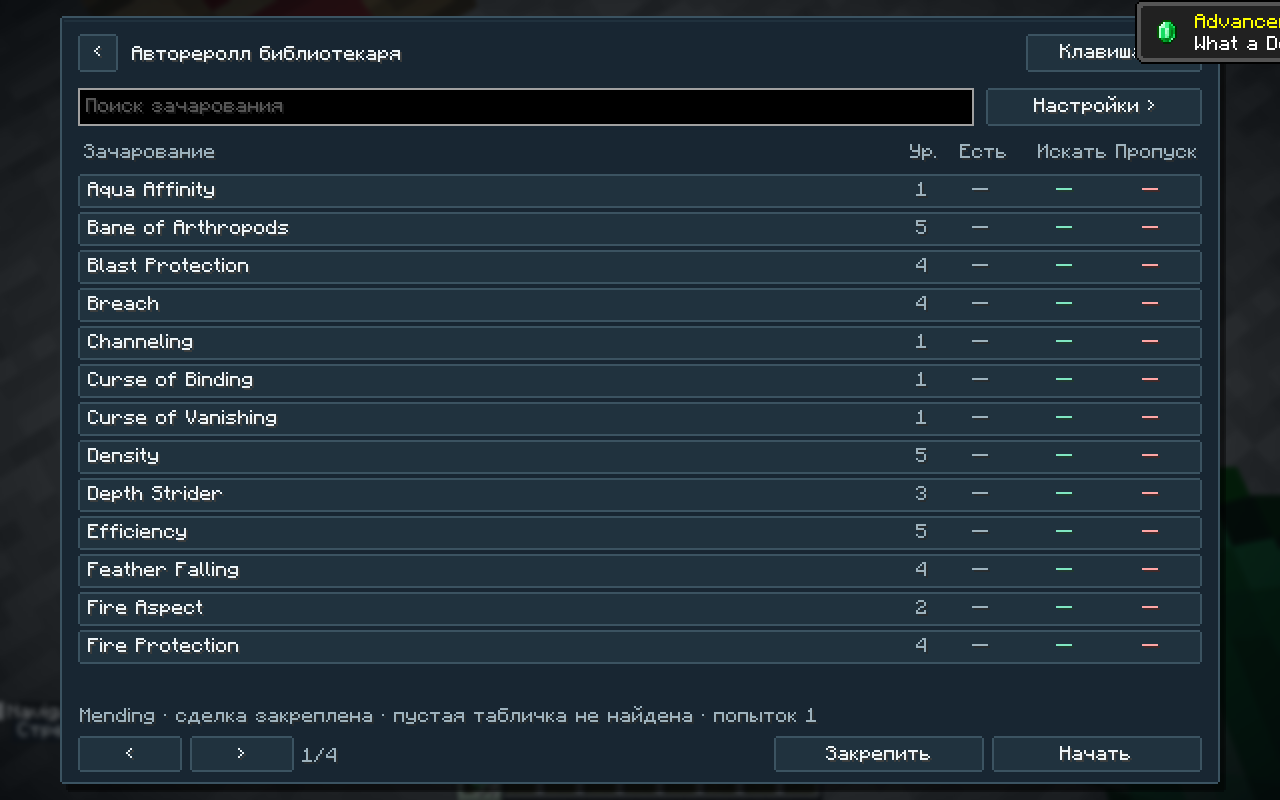 Advance
What a D
< Автореролл библиотекаря Клавиш
Поиск зачарования Настройки >
Зачарование Ур. Есть Искать Пропуск
Aqua Affinity 1 — — —
Bane of Arthropods 5 — — —
Blast Protection 4 — — —
Breach 4 — — —
Channeling 1 — — —
Curse of Binding 1 — — —
Curse of Vanishing 1 — — —
Density 5 — — —
Depth Strider 3 — — —
Efficiency 5 — — —
Feather Falling 4 — — —
Fire Aspect 2 — — —
Fire Protection 4 — — —
Mending · сделка закреплена · пустая табличка не найдена · попыток 1
< > 1/4 Закрепить Начать